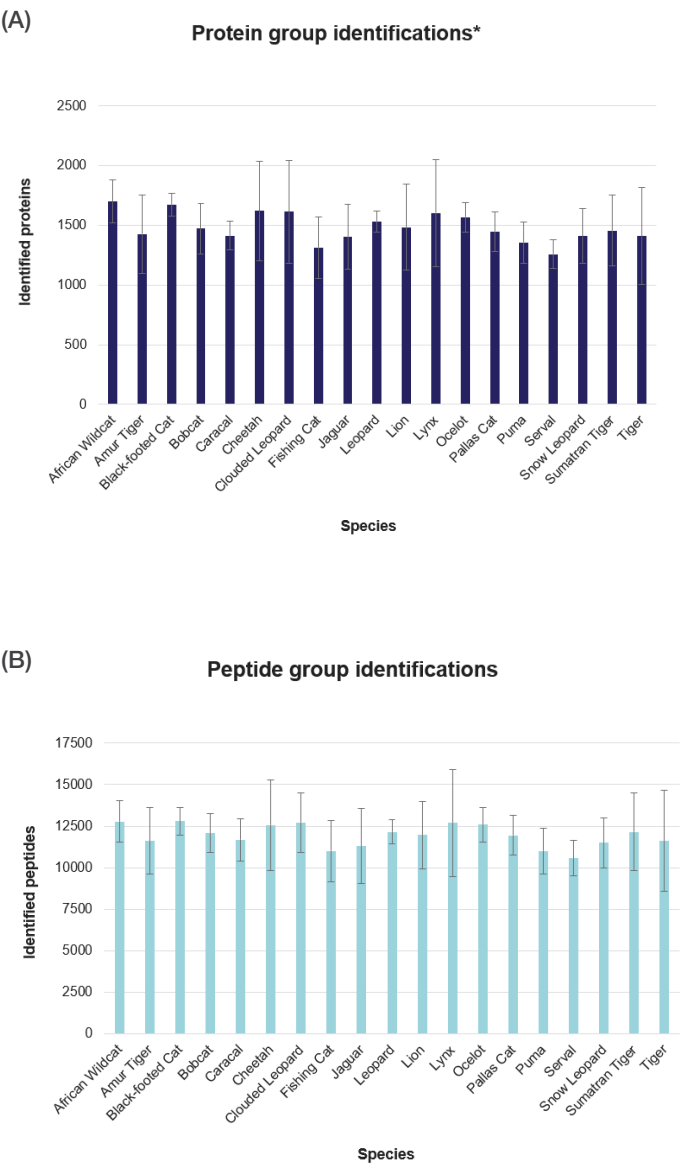 (A)
Protein group identifications*
2500
2000
1500
1000
500
0
Identified proteins
African Wildcat
Amur Tiger
Black-footed Cat
Bobcat
Caracal
Cheetah
Clouded Leopard
Fishing Cat
Jaguar
Leopard
Lion
Lynx
Ocelot
Pallas Cat
Puma
Serval
Snow Leopard
Sumatran Tiger
Tiger
Species
(B)
Peptide group identifications
17500
15000
12500
10000
7500
5000
2500
0
Identified peptides
African Wildcat
Amur Tiger
Black-footed Cat
Bobcat
Caracal
Cheetah
Clouded Leopard
Fishing Cat
Jaguar
Leopard
Lion
Lynx
Ocelot
Pallas Cat
Puma
Serval
Snow Leopard
Sumatran Tiger
Tiger
Species